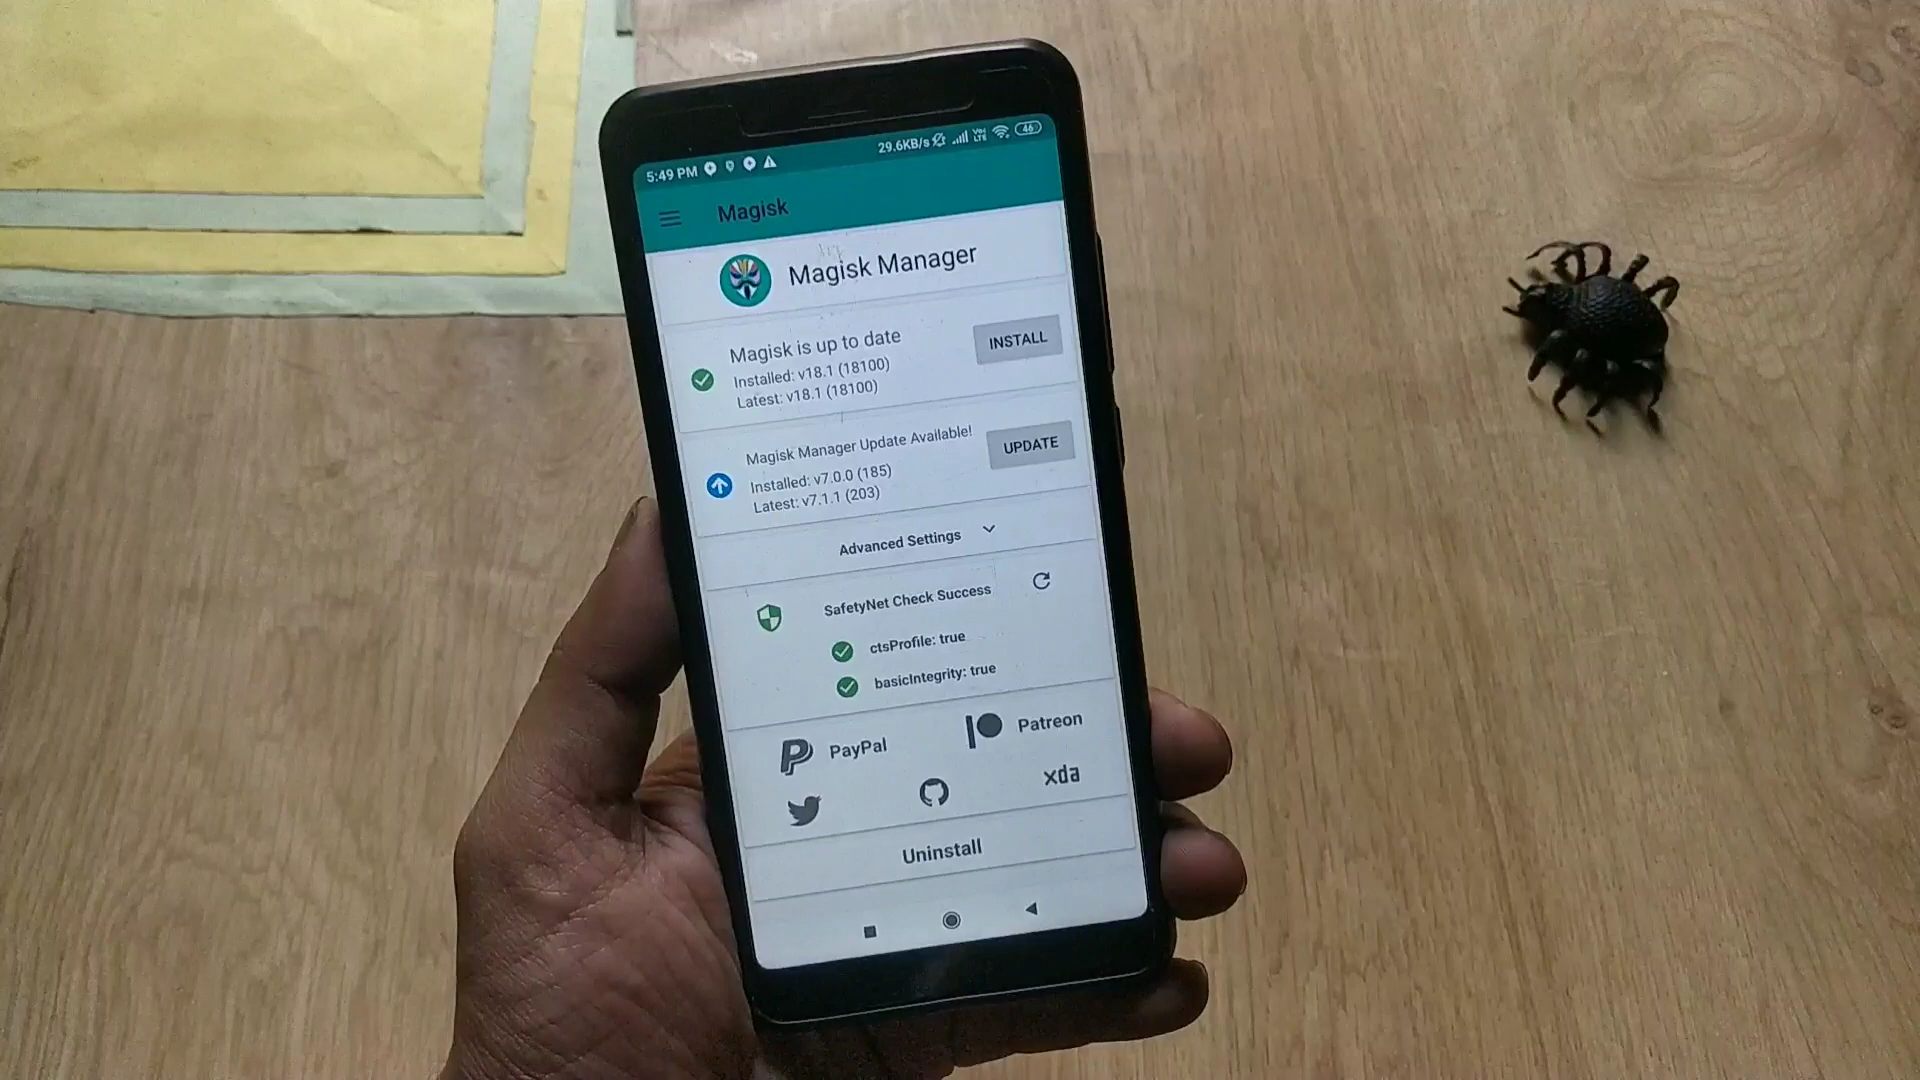 5:49 PM 29.6KB/s Vo) LTE 46
Magisk
Magisk Manager
Magisk is up to date
Installed: v18.1 (18100)
Latest: v18.1 (18100)
INSTALL
Magisk Manager Update Available!
Installed: v7.0.0 (185)
Latest: v7.1.1 (203)
UPDATE
Advanced Settings
SafetyNet Check Success
ctsProfile: true
basicIntegrity: true
PayPal
Patreon
xda
Uninstall